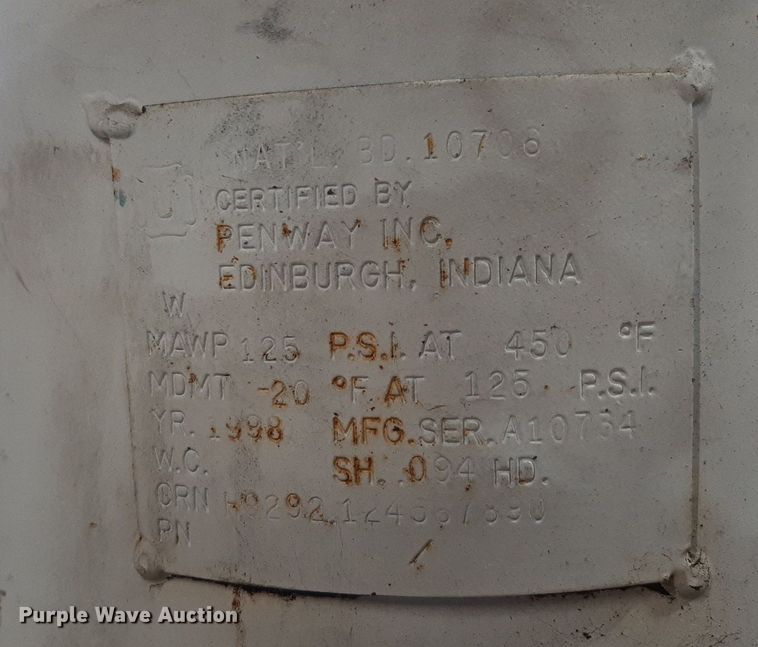 NAT'L. BD. 10706
U
CERTIFIED BY
PENWAY INC.
EDINBURGH, INDIANA
W
MAWP 125 P.S.I. AT 450 °F
MDMT -20 °F AT 125 P.S.I.
YR. 1998 MFG. SER. A10734
W.C. SH. .094 HD.
CRN
PN
Purple Wave Auction